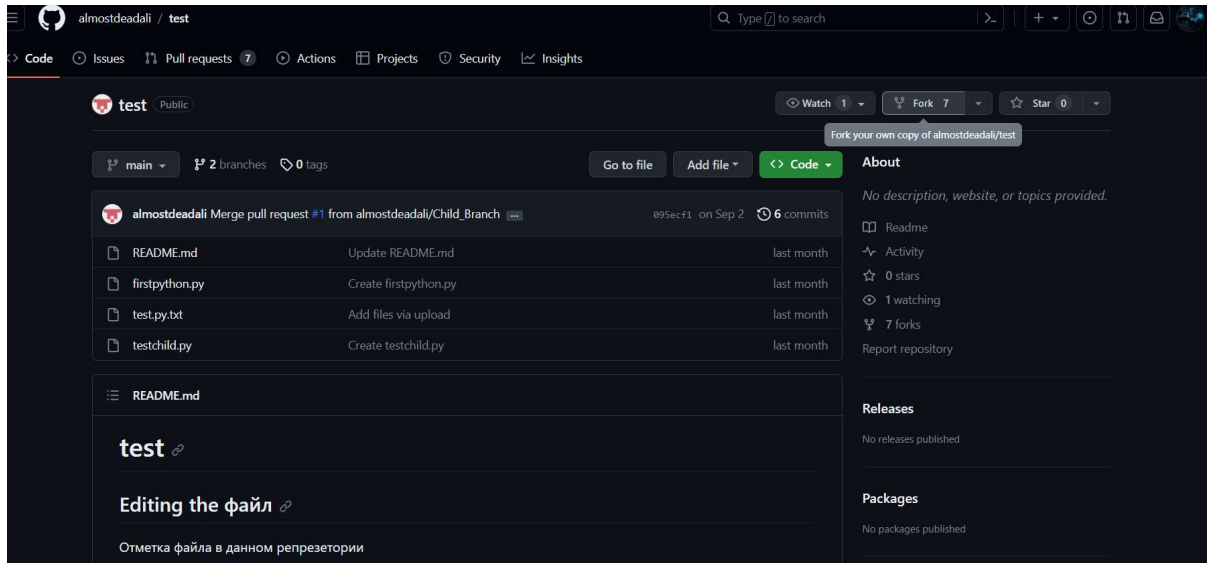 almostdeadali / test
Type / to search
Code Issues Pull requests 7 Actions Projects Security Insights
test Public
Watch 1 Fork 7 Star 0
Fork your own copy of almostdeadali/test
main 2 branches 0 tags Go to file Add file <> Code
almostdeadali Merge pull request #1 from almostdeadali/Child_Branch ... 095ecf1 on Sep 2 6 commits
README.md Update README.md last month
firstpython.py Create firstpython.py last month
test.py.txt Add files via upload last month
testchild.py Create testchild.py last month
README.md
test
Editing the файл
Отметка файла в данном репрезетории
About
No description, website, or topics provided.
Readme
Activity
0 stars
1 watching
7 forks
Report repository
Releases
No releases published
Packages
No packages published